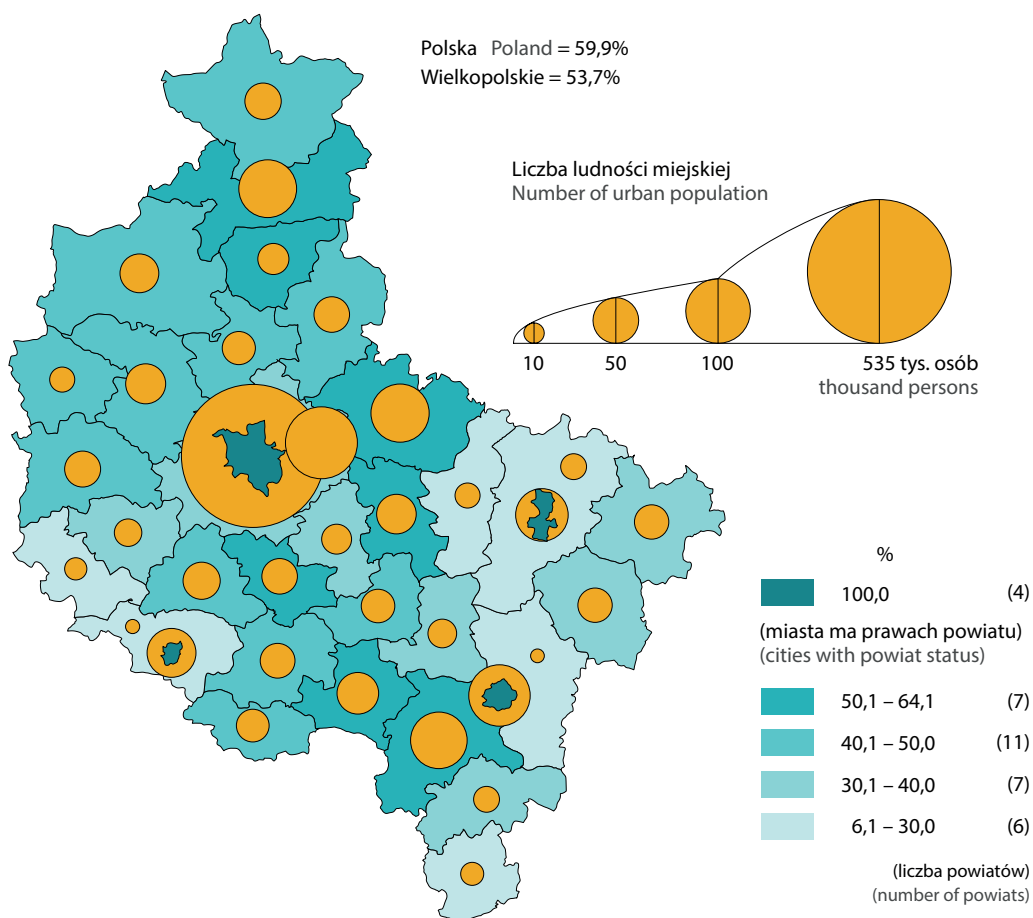 Polska Poland = 59,9%
Wielkopolskie = 53,7%
Liczba ludności miejskiej
Number of urban population
10 50 100 535 tys. osób
thousand persons
%
100,0 (4)
(miasta ma prawach powiatu)
(cities with powiat status)
50,1 – 64,1 (7)
40,1 – 50,0 (11)
30,1 – 40,0 (7)
6,1 – 30,0 (6)
(liczba powiatów)
(number of powiats)